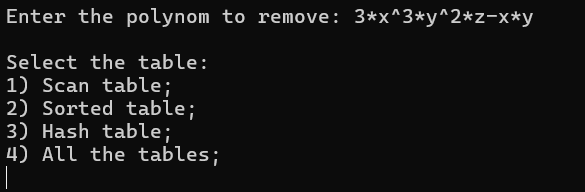 Enter the polynom to remove: 3*x^3*y^2*z-x*y
Select the table:
1) Scan table;
2) Sorted table;
3) Hash table;
4) All the tables;